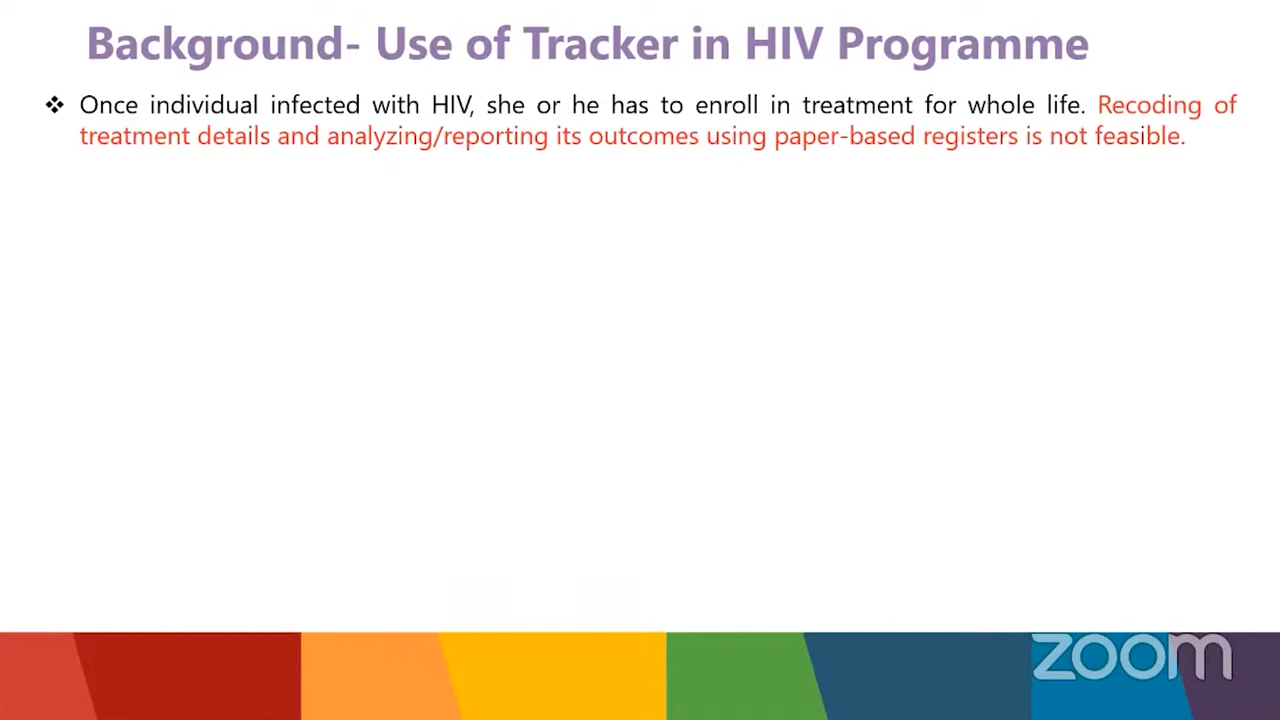 Background- Use of Tracker in HIV Programme
❖ Once individual infected with HIV, she or he has to enroll in treatment for whole life. Recoding of
treatment details and analyzing/reporting its outcomes using paper-based registers is not feasible.
zoom